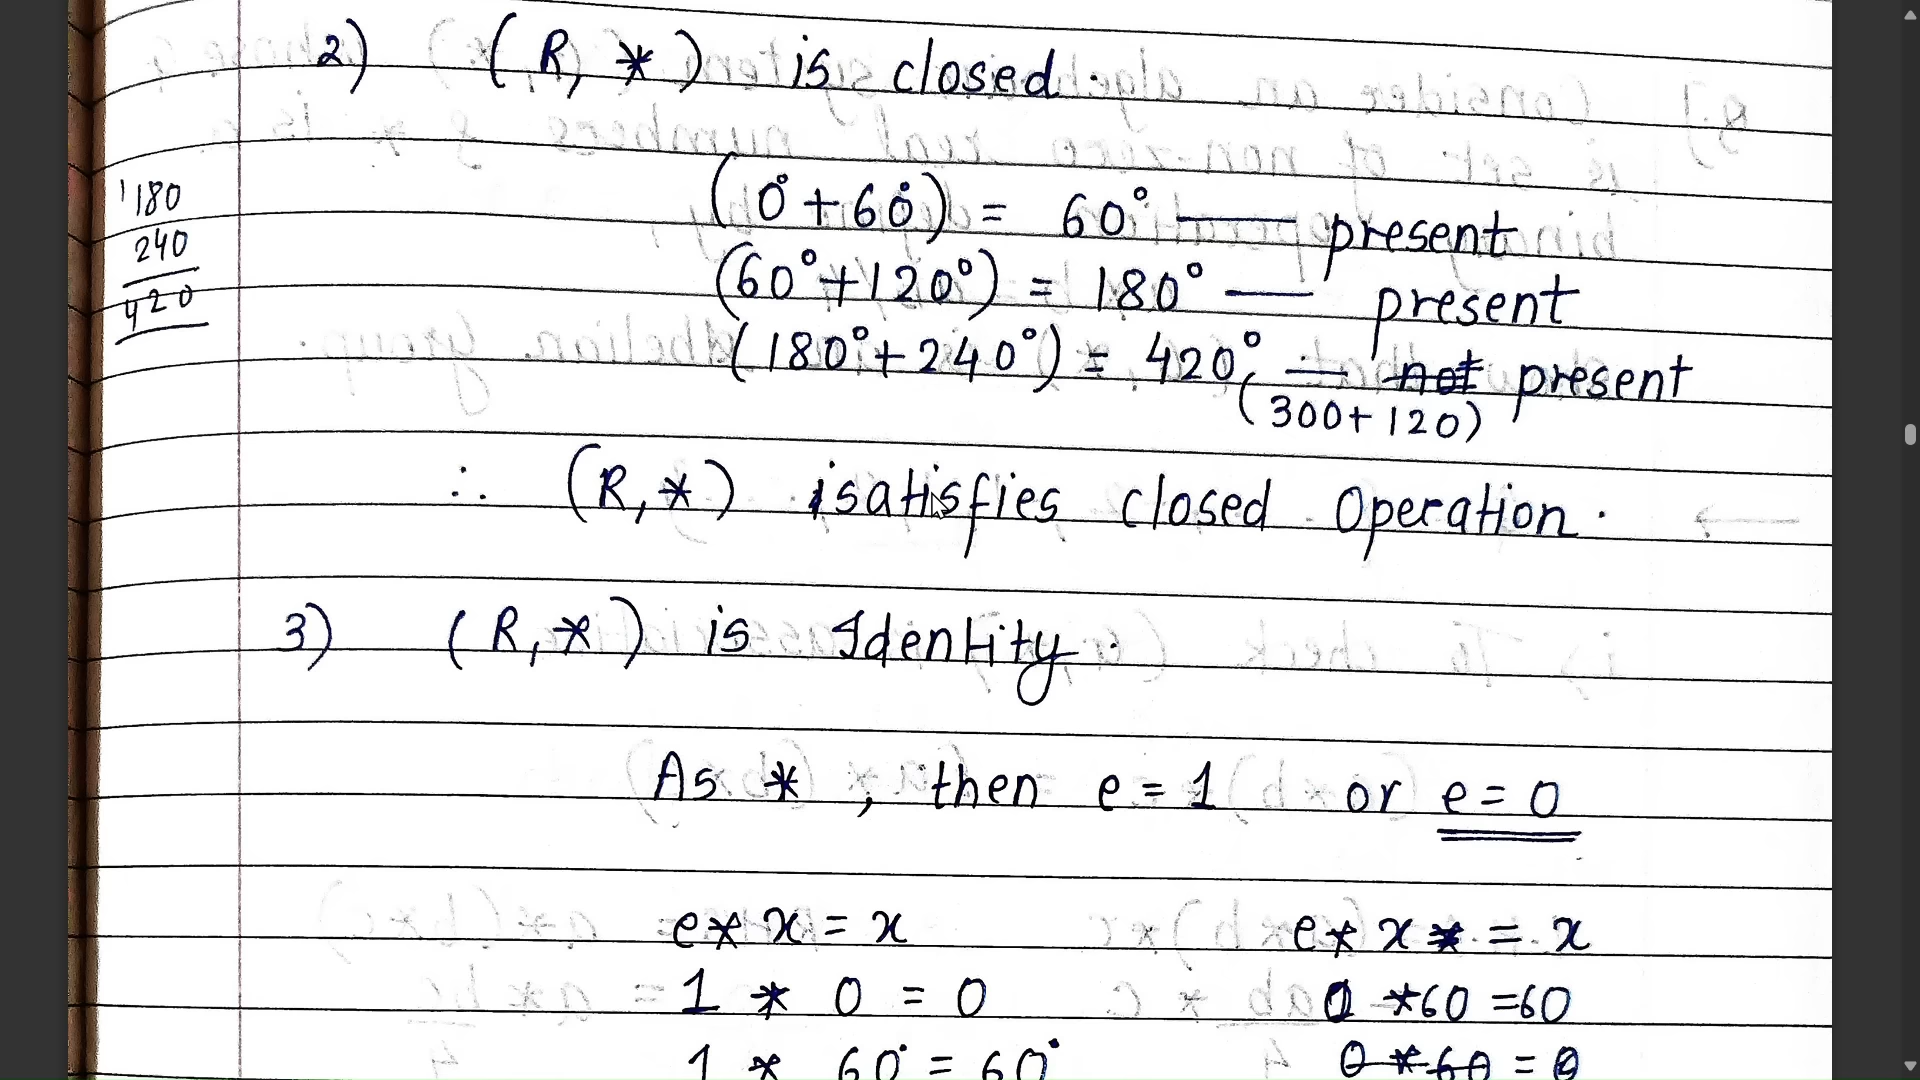 2) (R, *) is closed.
(0° + 60°) = 60° — present
(60° + 120°) = 180° — present
(180° + 240°) = 420° — not present
(300 + 120)
180
240
420
∴ (R, *) satisfies closed operation.
3) (R, *) is Identity.
As *, then e = 1 or e = 0
e * x = x e * x * = x
= 1 * 0 = 0 0 * 60 = 60
1 * 60° = 60° 0 * 60 = 0